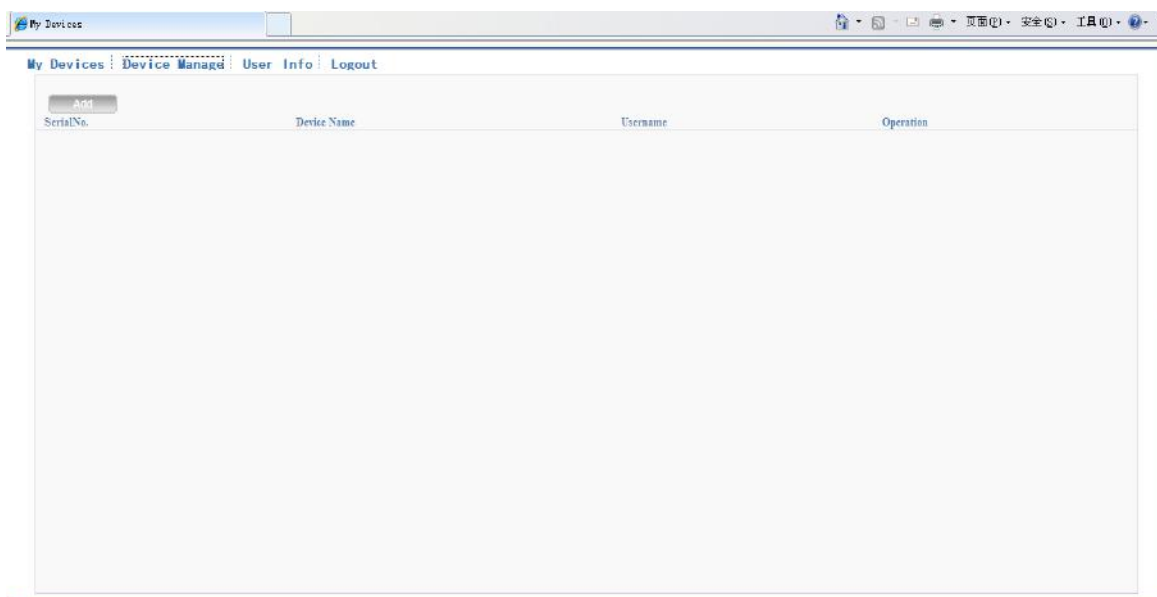 My Devices 页面(P) 安全(S) 工具(O)
My Devices Device Manage User Info Logout
Add
SerialNo. Device Name Username Operation